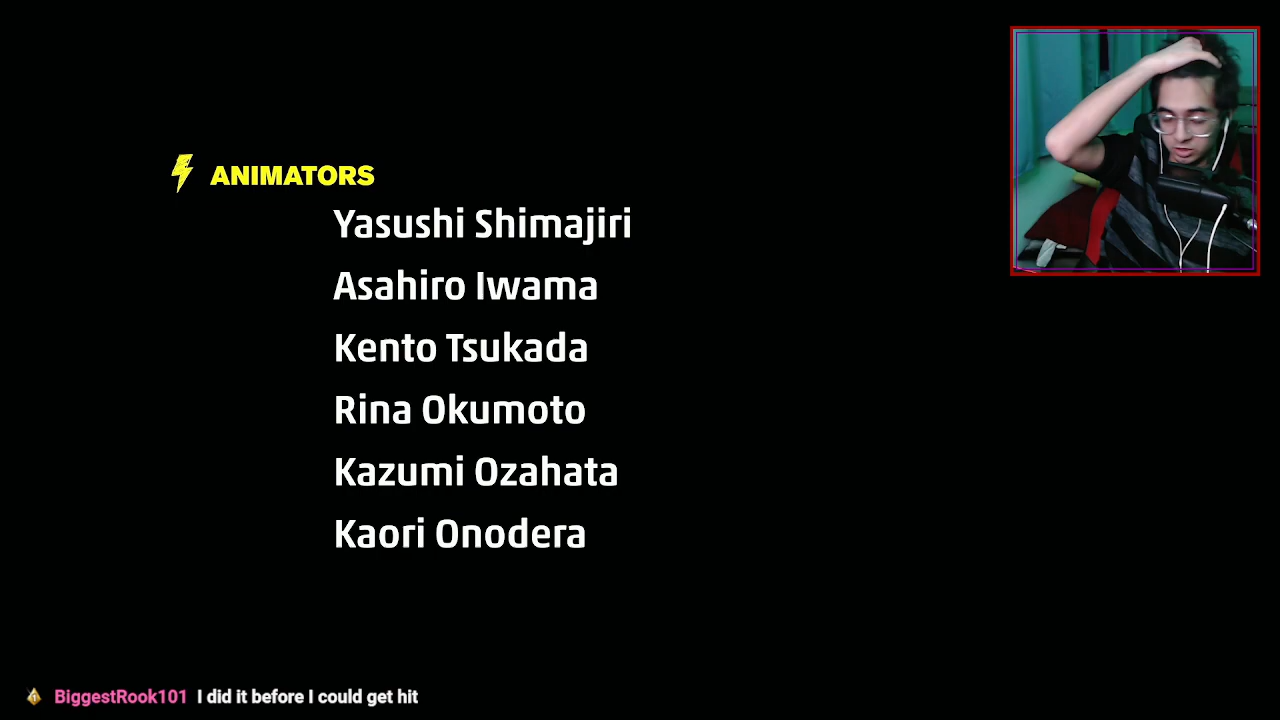 ANIMATORS
Yasushi Shimajiri
Asahiro Iwama
Kento Tsukada
Rina Okumoto
Kazumi Ozahata
Kaori Onodera
BiggestRook101 I did it before I could get hit